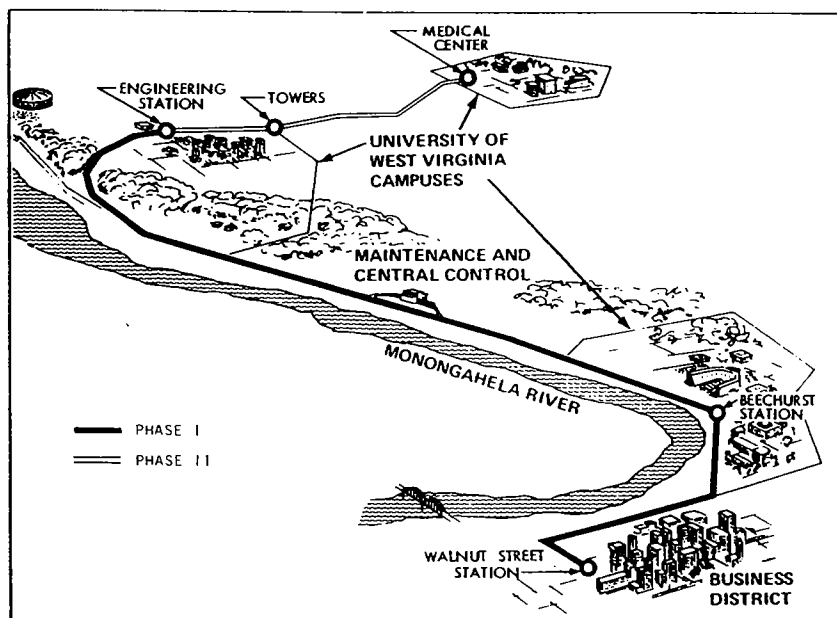 MEDICAL
CENTER
ENGINEERING
STATION
TOWERS
UNIVERSITY OF
WEST VIRGINIA
CAMPUSES
MAINTENANCE AND
CENTRAL CONTROL
MONONGAHELA RIVER
BEECHURST
STATION
PHASE I
PHASE II
WALNUT STREET
STATION
BUSINESS
DISTRICT